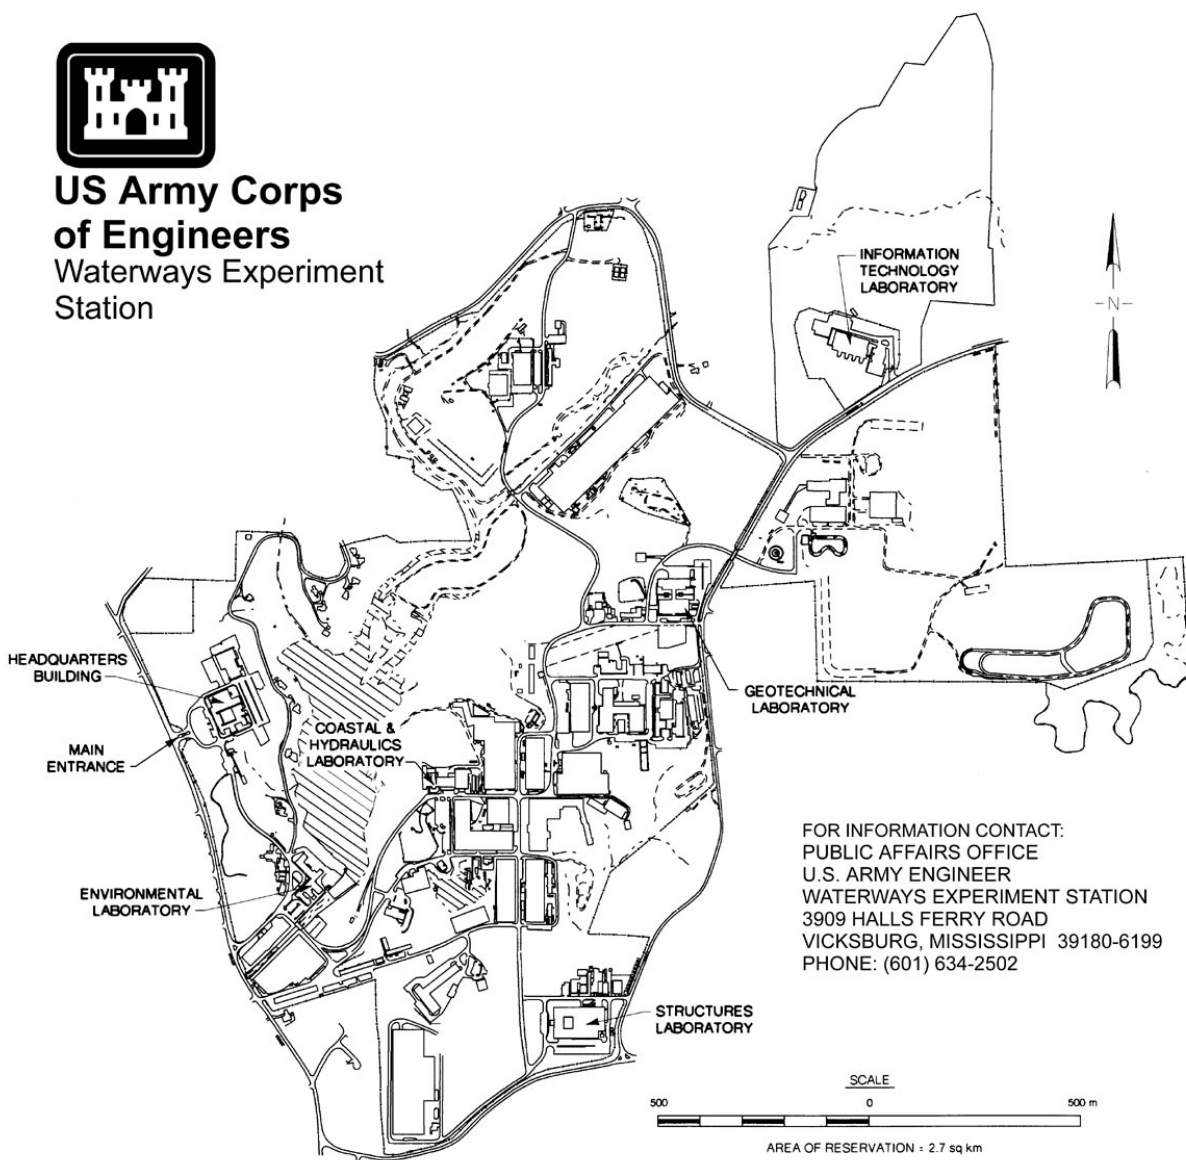 US Army Corps
of Engineers
Waterways Experiment
Station
INFORMATION
TECHNOLOGY
LABORATORY
N
HEADQUARTERS
BUILDING
MAIN
ENTRANCE
COASTAL &
HYDRAULICS
LABORATORY
GEOTECHNICAL
LABORATORY
ENVIRONMENTAL
LABORATORY
STRUCTURES
LABORATORY
FOR INFORMATION CONTACT:
PUBLIC AFFAIRS OFFICE
U.S. ARMY ENGINEER
WATERWAYS EXPERIMENT STATION
3909 HALLS FERRY ROAD
VICKSBURG, MISSISSIPPI 39180-6199
PHONE: (601) 634-2502
SCALE
500 0 500 m
AREA OF RESERVATION = 2.7 sq km